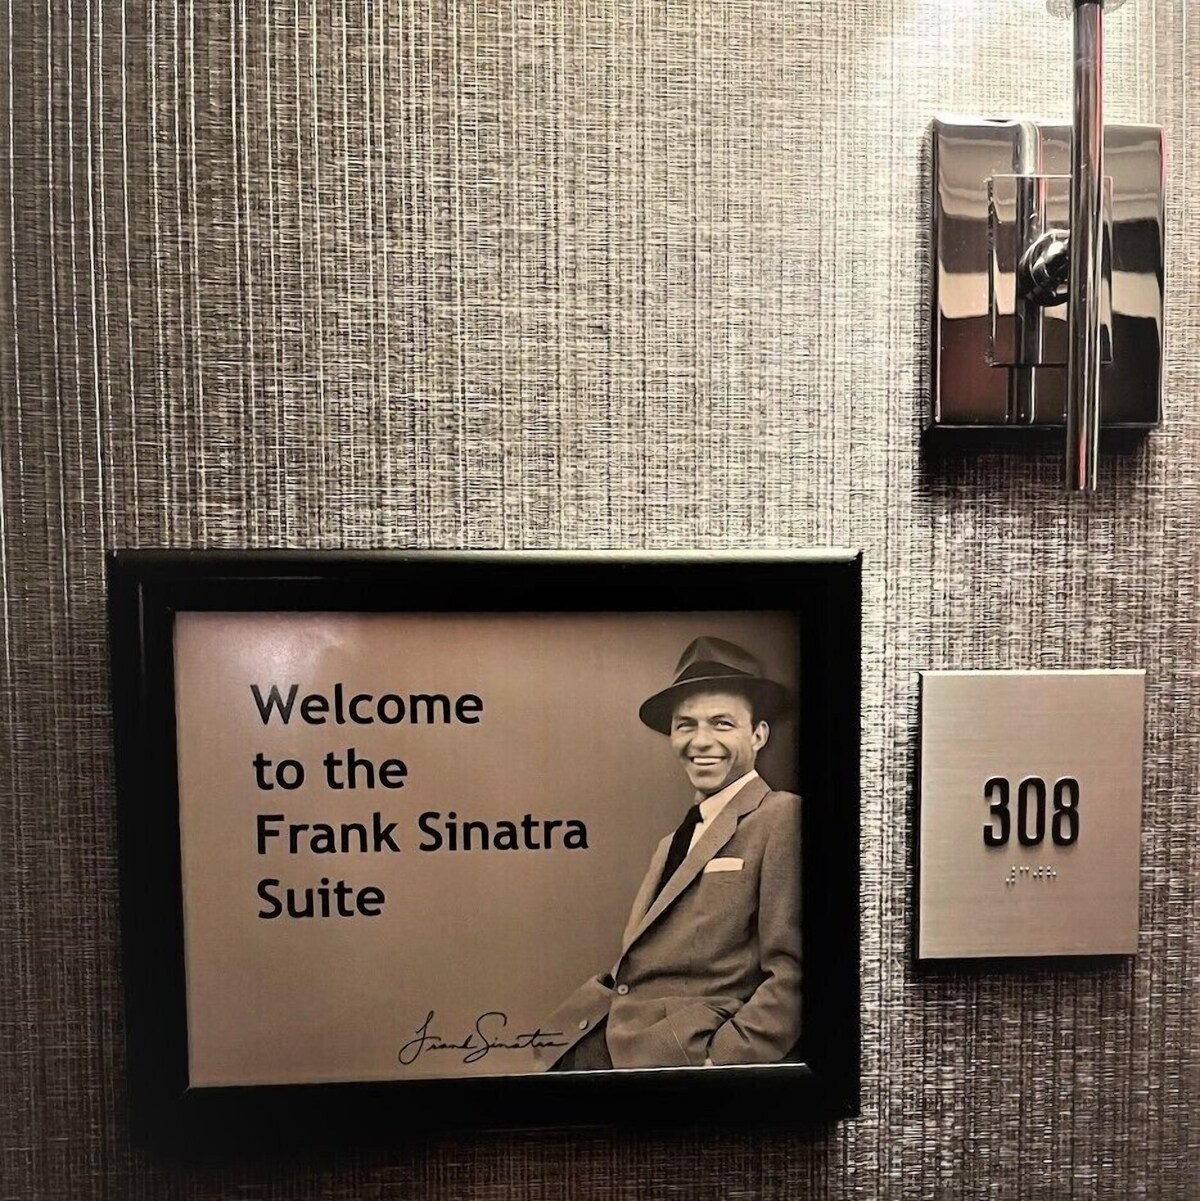 Welcome
to the
Frank Sinatra
Suite
Frank Sinatra
308